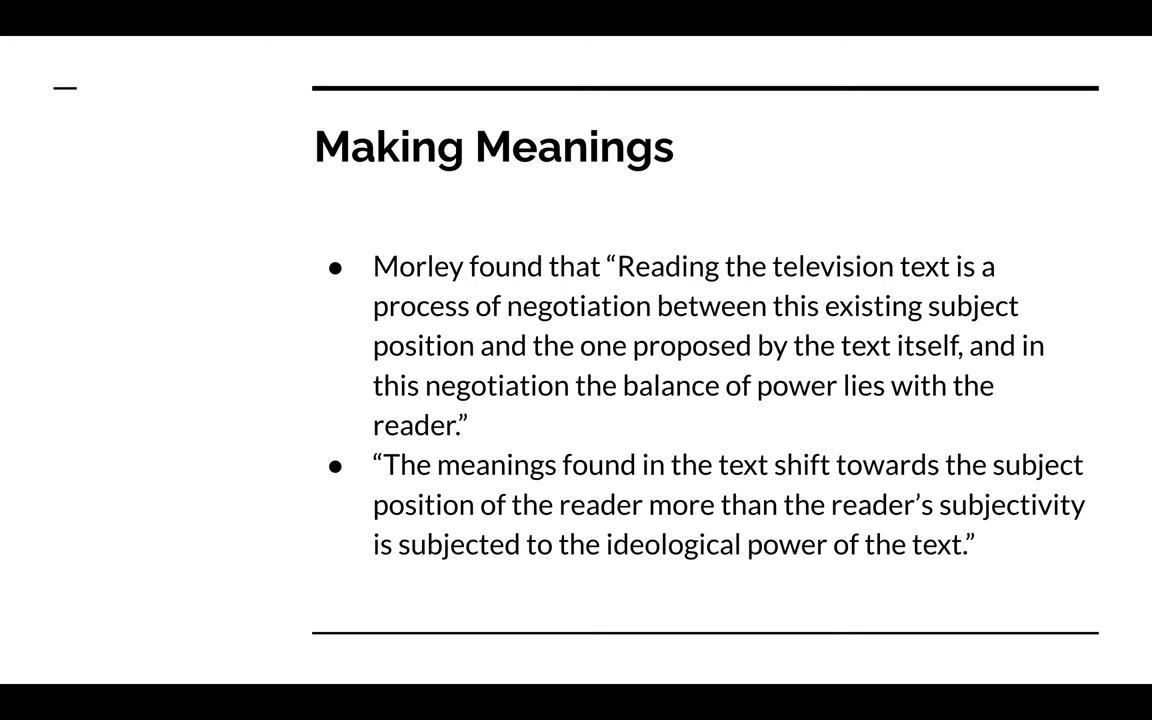 Making Meanings
● Morley found that “Reading the television text is a
process of negotiation between this existing subject
position and the one proposed by the text itself, and in
this negotiation the balance of power lies with the
reader.”
● “The meanings found in the text shift towards the subject
position of the reader more than the reader’s subjectivity
is subjected to the ideological power of the text.”